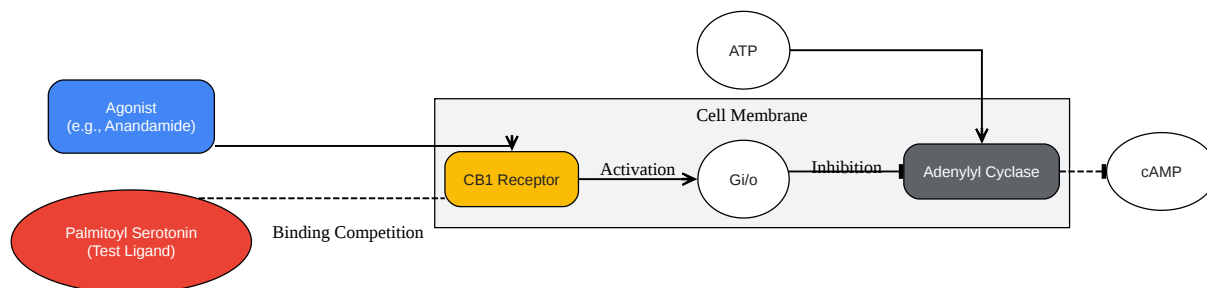 ATP
Agonist
(e.g., Anandamide)
Cell Membrane
CB1 Receptor
Activation
Gi/o
Inhibition
Adenylyl Cyclase
cAMP
Palmitoyl Serotonin
(Test Ligand)
Binding Competition